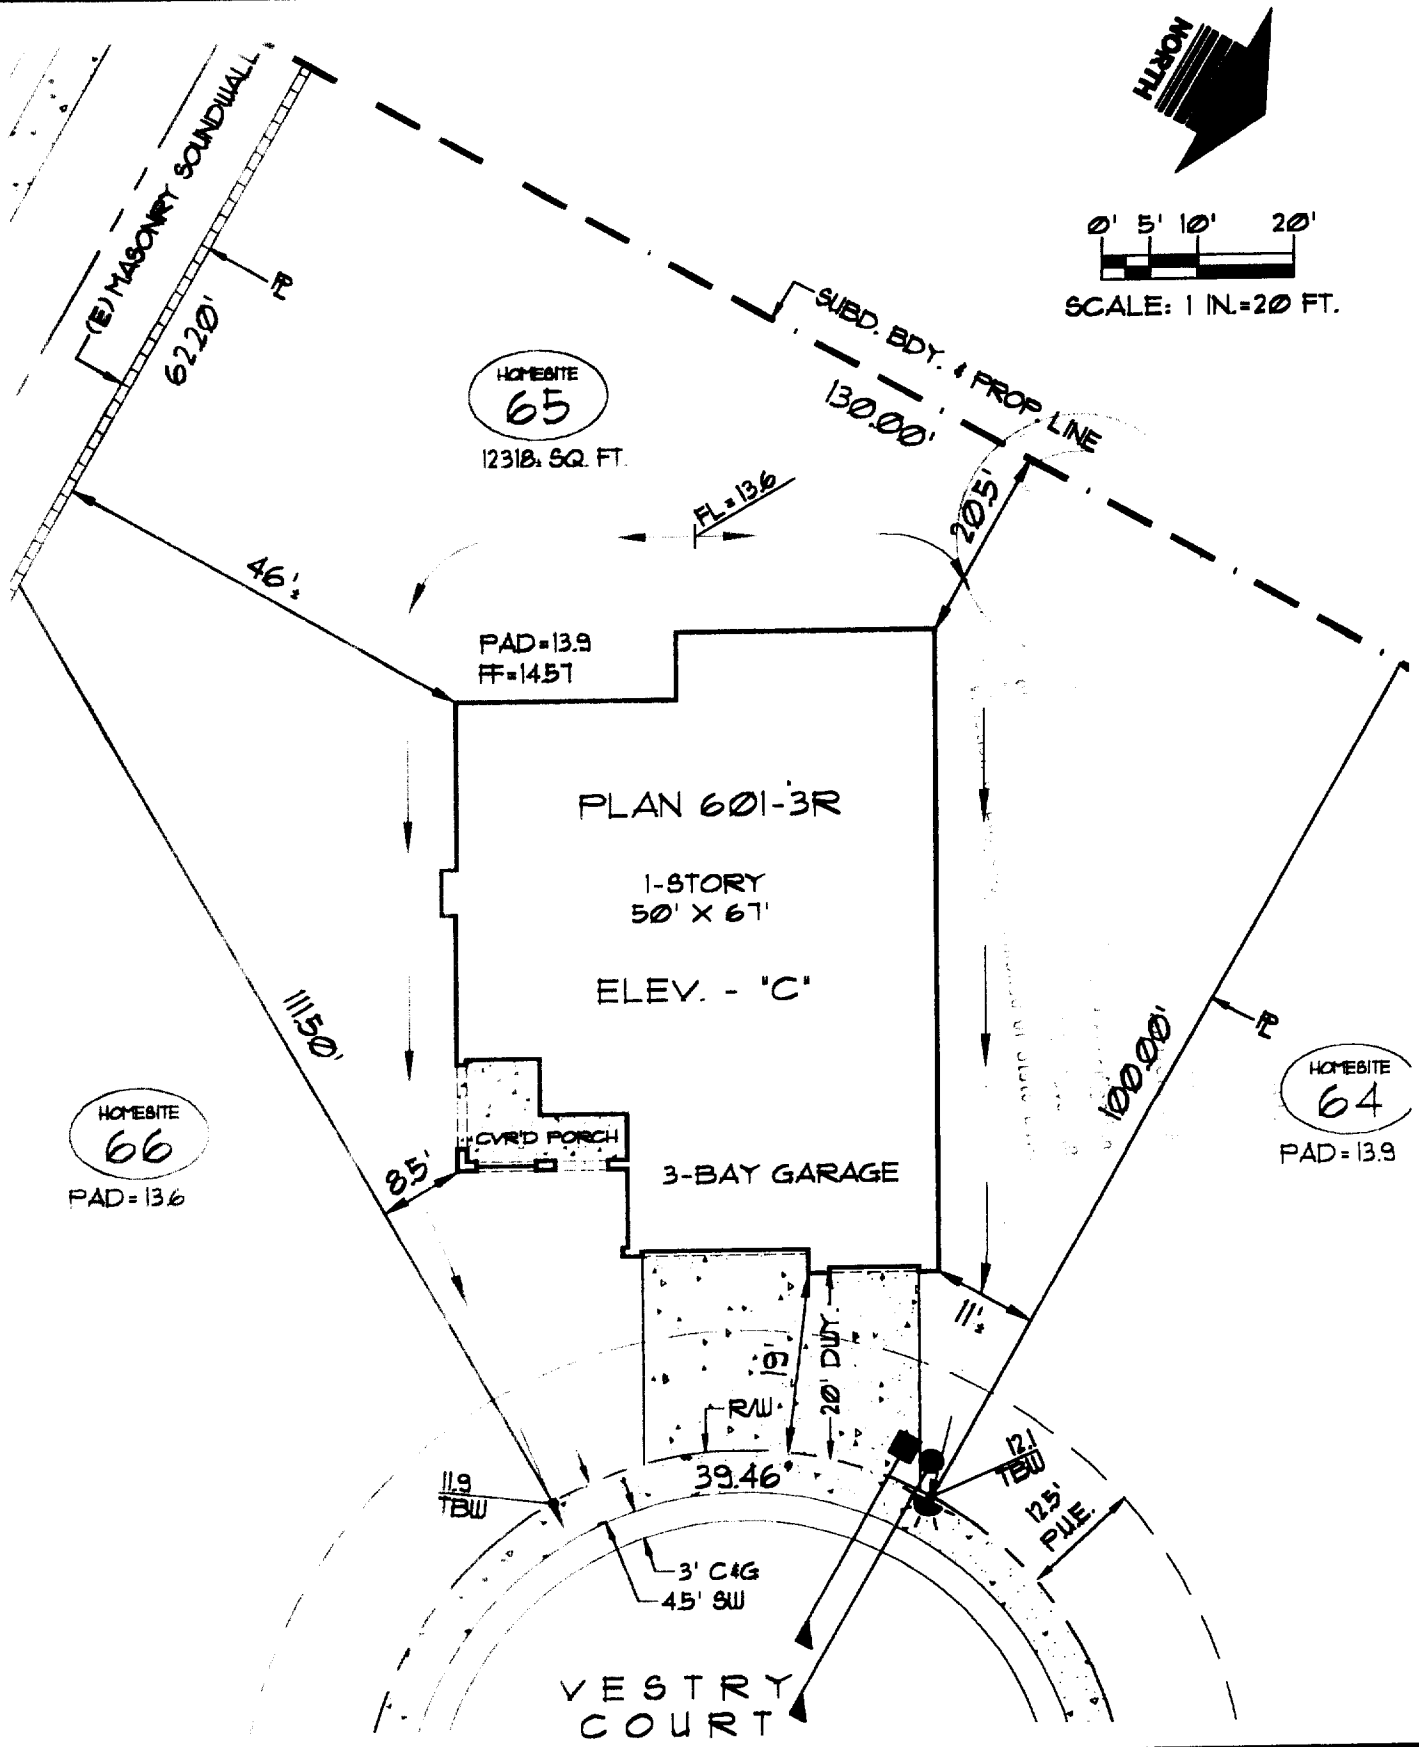 NORTH
0' 5' 10' 20'
SCALE: 1 IN.=20 FT.
(E) MASONRY SOUNDWALL
PL
62.20'
SUBD. BDY. & PROP. LINE
130.00'
HOMESITE
65
12318± SQ. FT.
FL=13.6
20.5'
46'±
PAD=13.9
FF=14.57
PLAN 601-3R
1-STORY
50' X 67'
ELEV. - "C"
111.50'
100.00'
PL
HOMESITE
64
PAD=13.9
HOMESITE
66
PAD=13.6
CVR'D PORCH
8.5'
3-BAY GARAGE
11'±
19'
20' DWY.
R/W
39.46'
11.9
TBW
12.1
TBW
12.5'
P.U.E.
3' C&G
4.5' SW
VESTRY
COURT